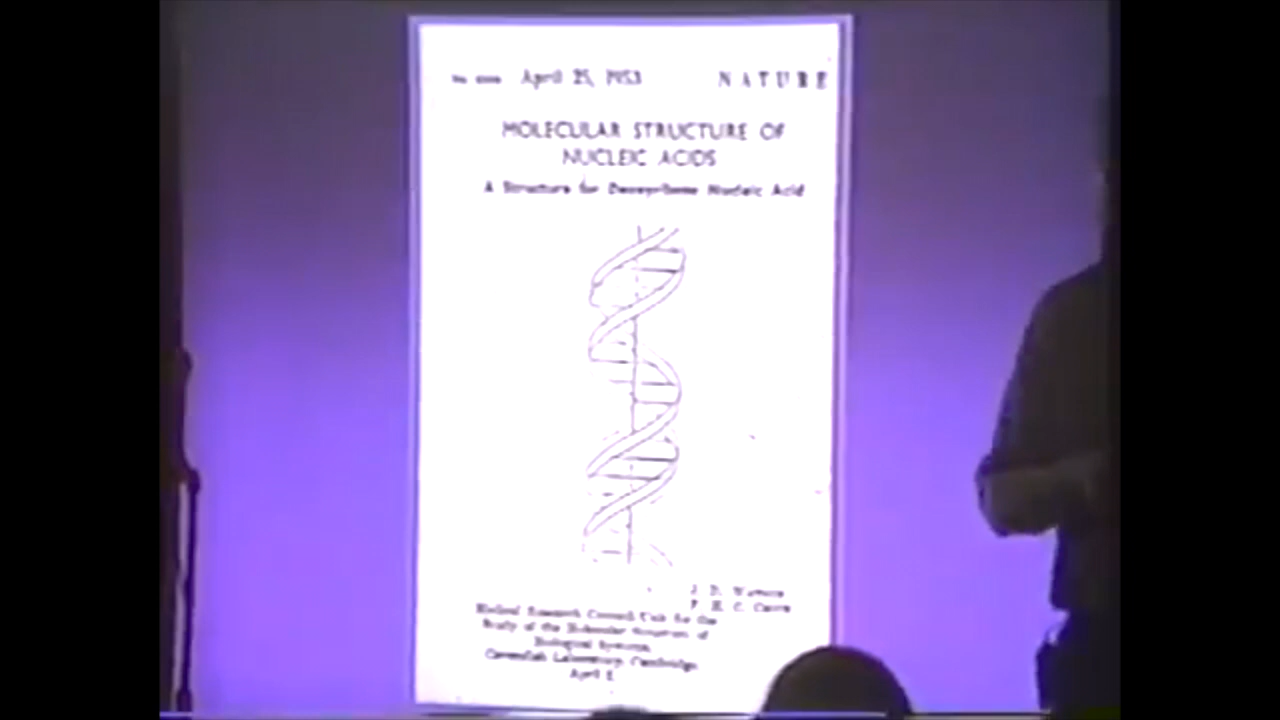 April 25, 1953 NATURE
MOLECULAR STRUCTURE OF
NUCLEIC ACIDS
A Structure for Deoxyribose Nucleic Acid
J. D. Watson
F. H. C. Crick
Medical Research Council Unit for the
Study of the Molecular Structure of
Biological Systems,
Cavendish Laboratory, Cambridge.
April 2.